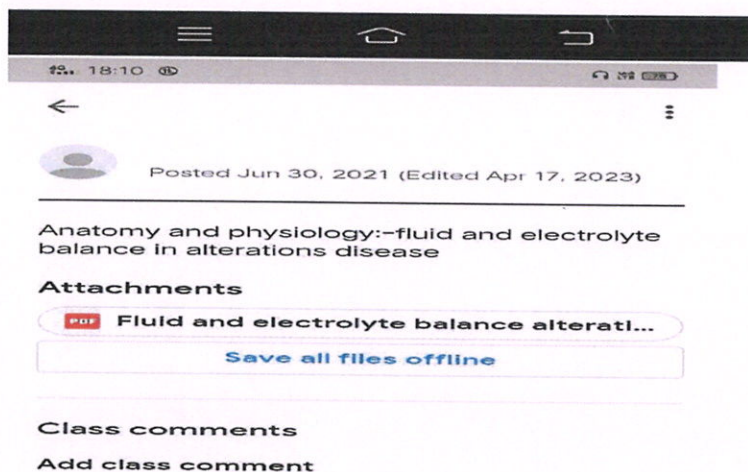 18:10
Posted Jun 30, 2021 (Edited Apr 17, 2023)
Anatomy and physiology:-fluid and electrolyte
balance in alterations disease
Attachments
PDF Fluid and electrolyte balance alterati...
Save all files offline
Class comments
Add class comment